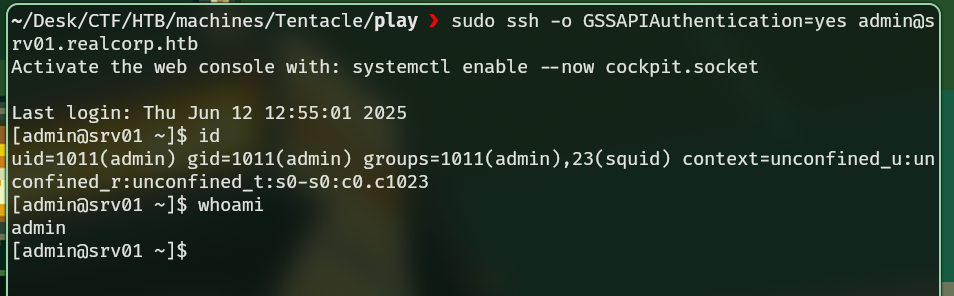 ~/Desk/CTF/HTB/machines/Tentacle/play ❯ sudo ssh -o GSSAPIAuthentication=yes admin@s
rv01.realcorp.htb
Activate the web console with: systemctl enable --now cockpit.socket
Last login: Thu Jun 12 12:55:01 2025
[admin@srv01 ~]$ id
uid=1011(admin) gid=1011(admin) groups=1011(admin),23(squid) context=unconfined_u:un
confined_r:unconfined_t:s0-s0:c0.c1023
[admin@srv01 ~]$ whoami
admin
[admin@srv01 ~]$